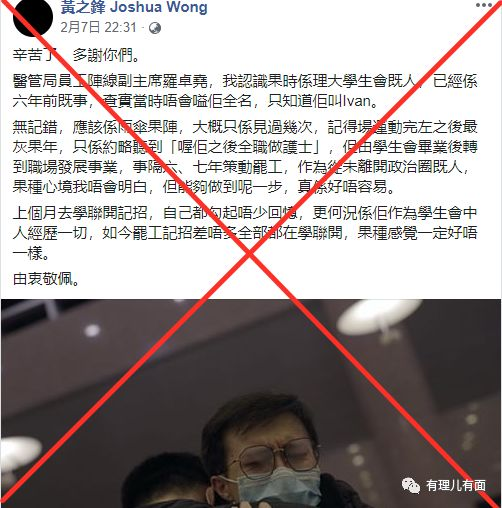 黃之鋒 Joshua Wong
2月7日 22:31
辛苦了，多謝你們。
醫管局員工陣線副主席羅卓堯，我認識果時係理大學生會既人，已經係
六年前既事，查實當時唔會嗌佢全名，只知道佢叫Ivan。
無記錯，應該係雨傘果陣，大概只係見過幾次，記得場運動完左之後最
灰果年，只係約略聽到「喔佢之後全職做護士」，但由學生會畢業後轉
到職場發展事業，事隔六、七年策動罷工，作為從未離開政治圈既人，
果種心境我唔會明白，但能夠做到呢一步，真係好唔容易。
上個月去學聯開記招，自己都勾起唔少回憶，更何況係佢作為學生會中
人經歷一切，如今罷工記招差唔多全部都在學聯開，果種感覺一定好唔
一樣。
由衷敬佩。
有理儿有面